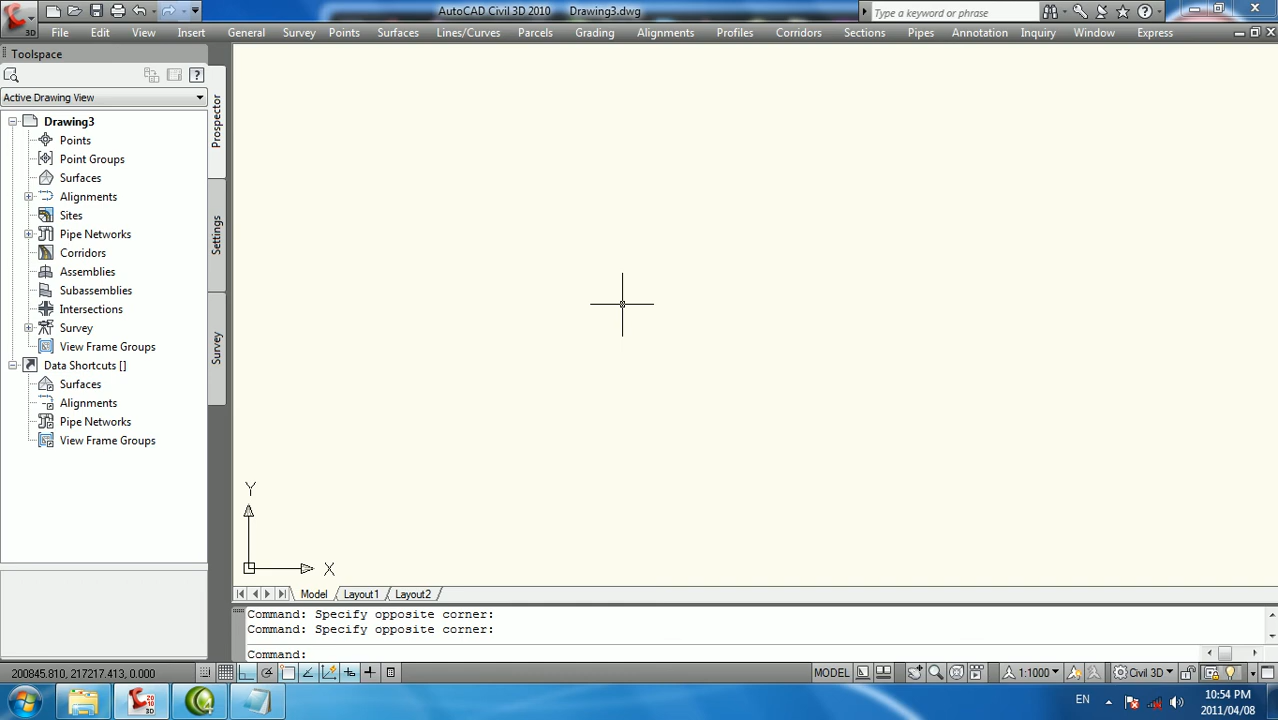 AutoCAD Civil 3D 2010 Drawing3.dwg
Type a keyword or phrase
3D
File Edit View Insert General Survey Points Surfaces Lines/Curves Parcels Grading Alignments Profiles Corridors Sections Pipes Annotation Inquiry Window Express
Toolspace
?
Active Drawing View
Drawing3
Points
Point Groups
Surfaces
Alignments
Sites
Pipe Networks
Corridors
Assemblies
Subassemblies
Intersections
Survey
View Frame Groups
Data Shortcuts []
Surfaces
Alignments
Pipe Networks
View Frame Groups
Prospector
Settings
Survey
Y
X
Model Layout1 Layout2
Command: Specify opposite corner:
Command: Specify opposite corner:
Command:
200845.810, 217217.413, 0.000
MODEL
1:1000
Civil 3D
EN
10:54 PM
2011/04/08